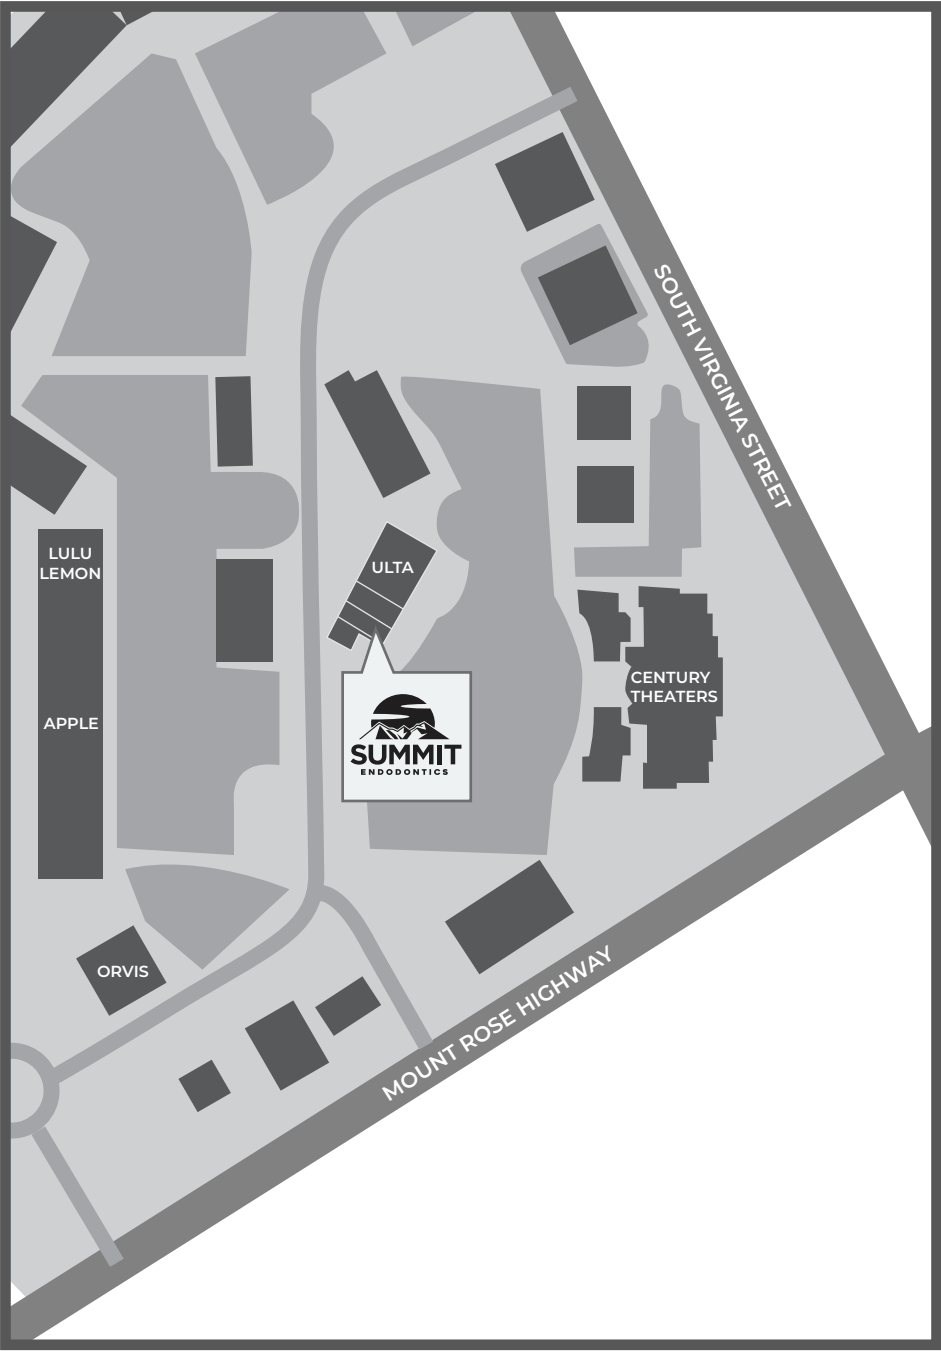 SOUTH VIRGINIA STREET
LULU
LEMON
ULTA
CENTURY
THEATERS
APPLE
SUMMIT
ENDODONTICS
ORVIS
MOUNT ROSE HIGHWAY